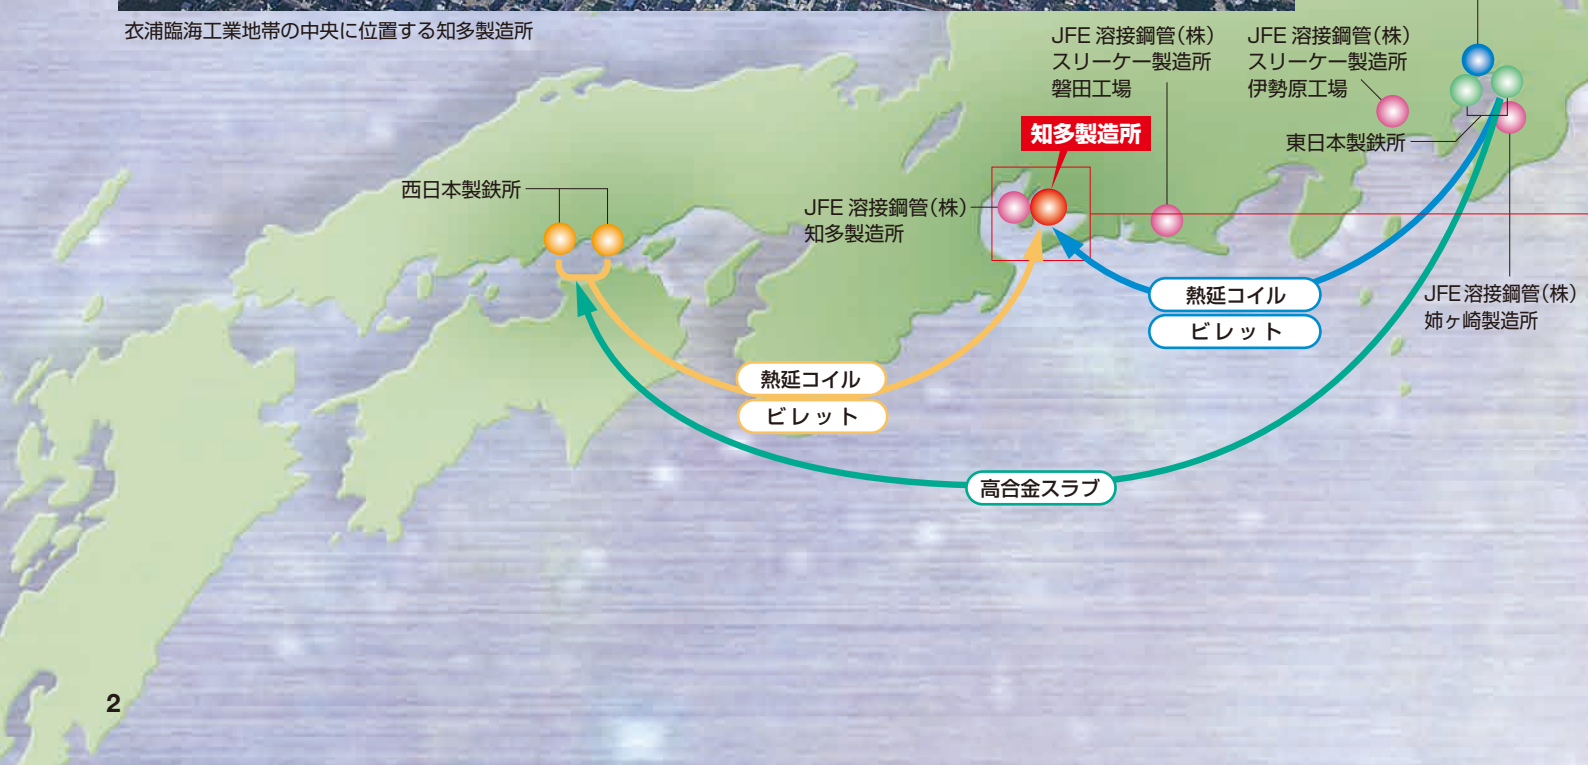 衣浦臨海工業地帯の中央に位置する知多製造所
JFE 溶接鋼管(株)
スリーケー製造所
磐田工場
JFE 溶接鋼管(株)
スリーケー製造所
伊勢原工場
知多製造所
東日本製鉄所
西日本製鉄所
JFE 溶接鋼管(株)
知多製造所
熱延コイル
ビレット
JFE 溶接鋼管(株)
姉ヶ崎製造所
熱延コイル
ビレット
高合金スラブ
2